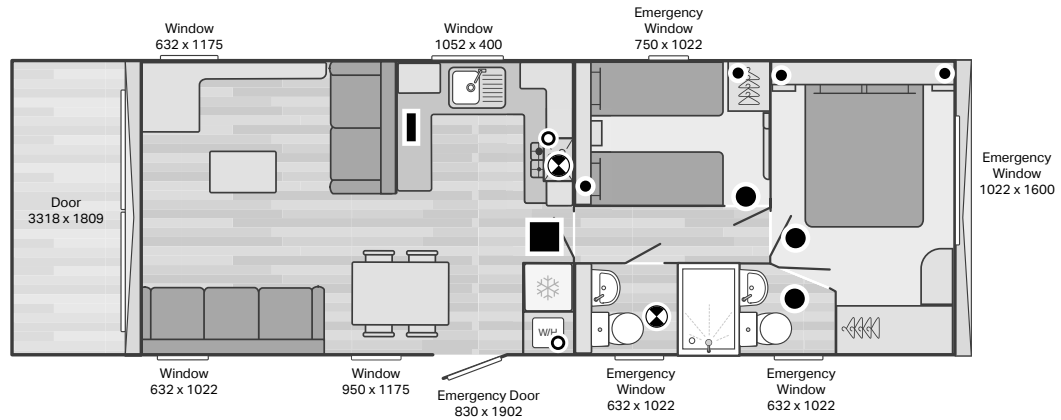 Window
632 x 1175
Window
1052 x 400
Emergency
Window
750 x 1022
Door
3318 x 1809
Emergency
Window
1022 x 1600
W/H
Window
632 x 1022
Window
950 x 1175
Emergency Door
830 x 1902
Emergency
Window
632 x 1022
Emergency
Window
632 x 1022